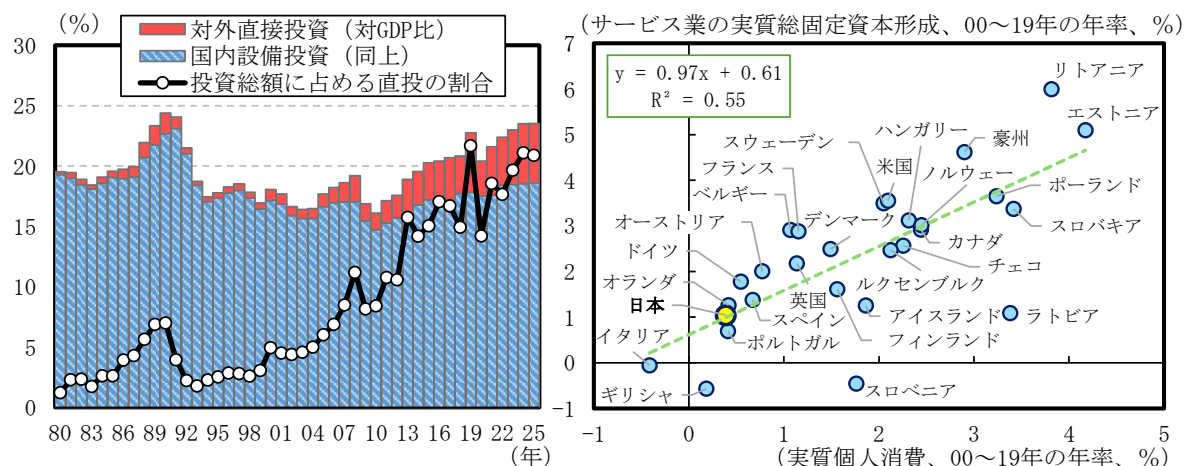 (%)
対外直接投資（対GDP比）
国内設備投資（同上）
投資総額に占める直投の割合
30
25
20
15
10
5
0
80 83 86 89 92 95 98 01 04 07 10 13 16 19 22 25
(年)
(サービス業の実質総固定資本形成、00～19年の年率、%)
y = 0.97x + 0.61
R² = 0.55
7
6
5
4
3
2
1
0
-1
リトアニア
エストニア
ハンガリー
豪州
スウェーデン
米国
ノルウェー
フランス
ポーランド
ベルギー
デンマーク
スロバキア
オーストリア
カナダ
ドイツ
チェコ
オランダ
ルクセンブルク
英国
日本
スペイン
アイスランド
ラトビア
イタリア
ポルトガル
フィンランド
ギリシャ
スロベニア
-1 0 1 2 3 4 5
(実質個人消費、00～19年の年率、%)